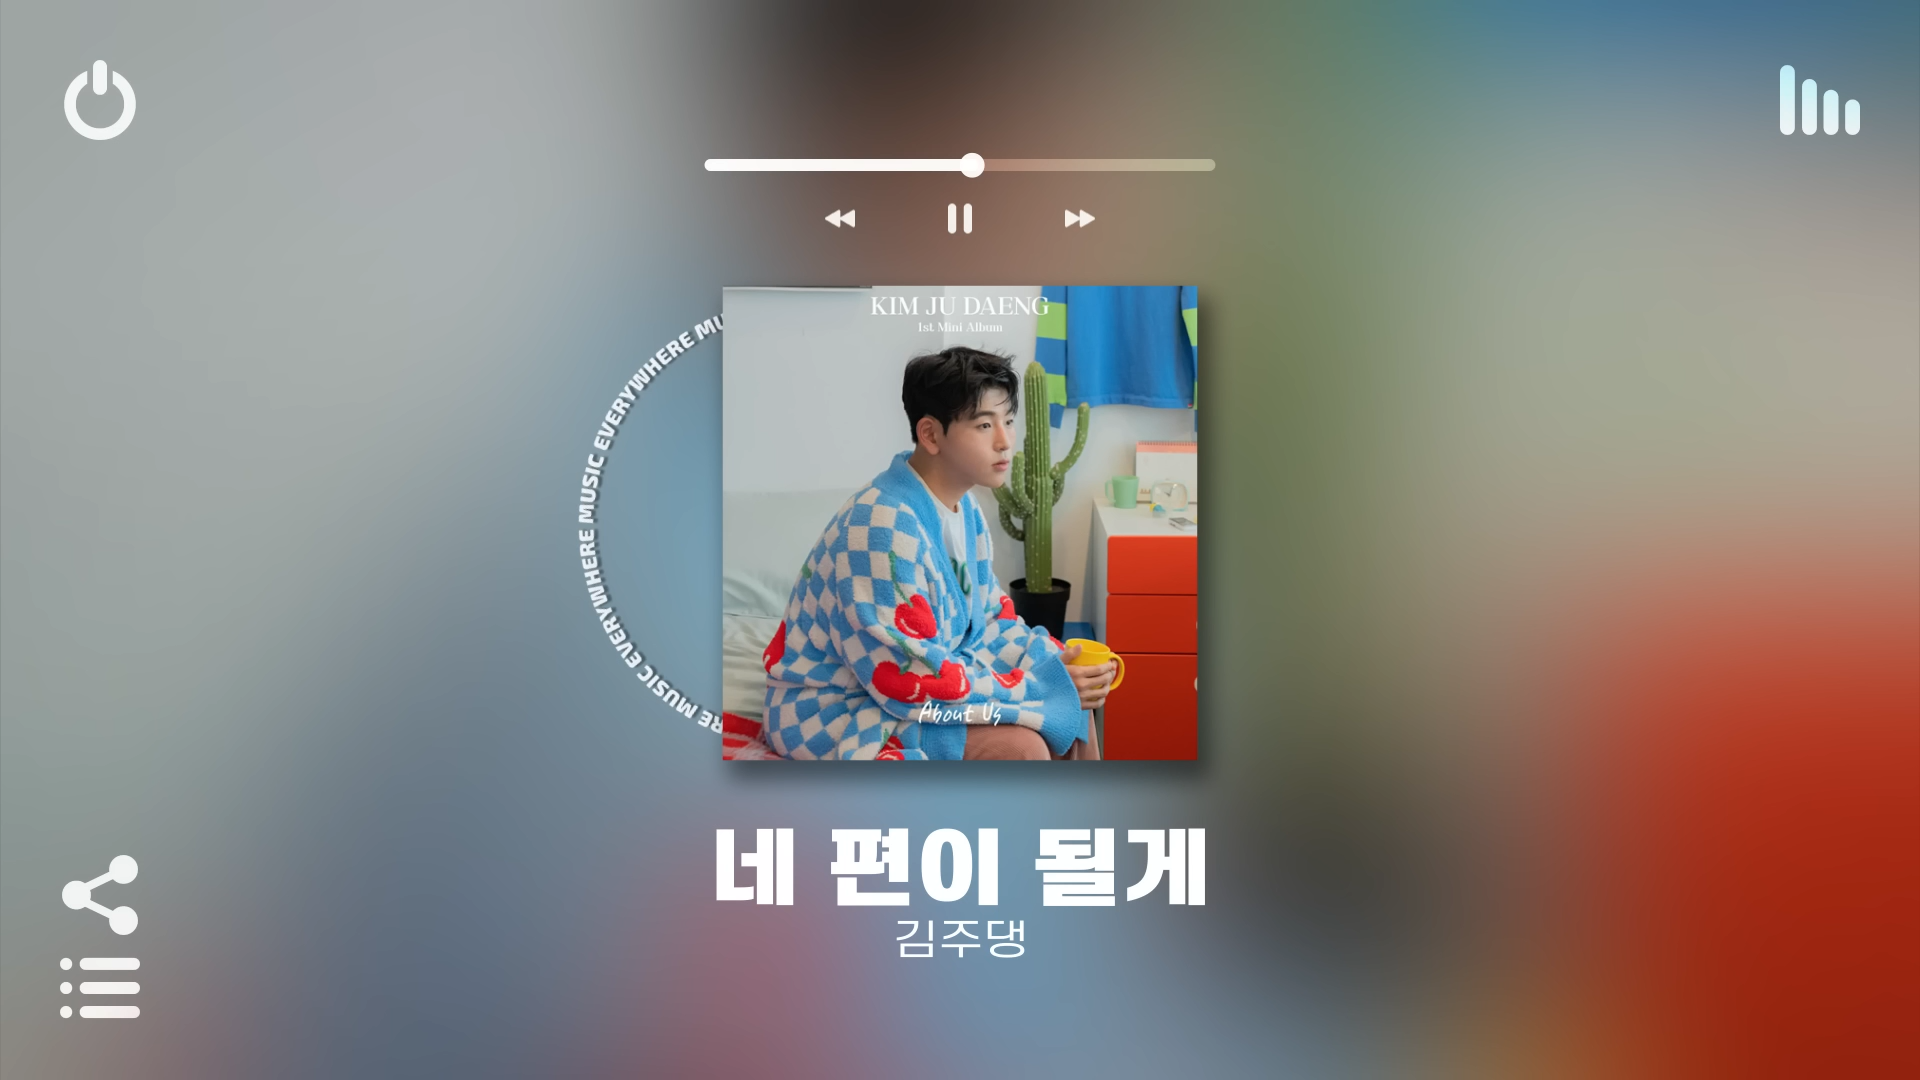 KIM JU DAENG
1st Mini Album
RE MUSIC EVERYWHERE MUSIC EVERYWHERE MU
About Us
네 편이 될게
김주댕